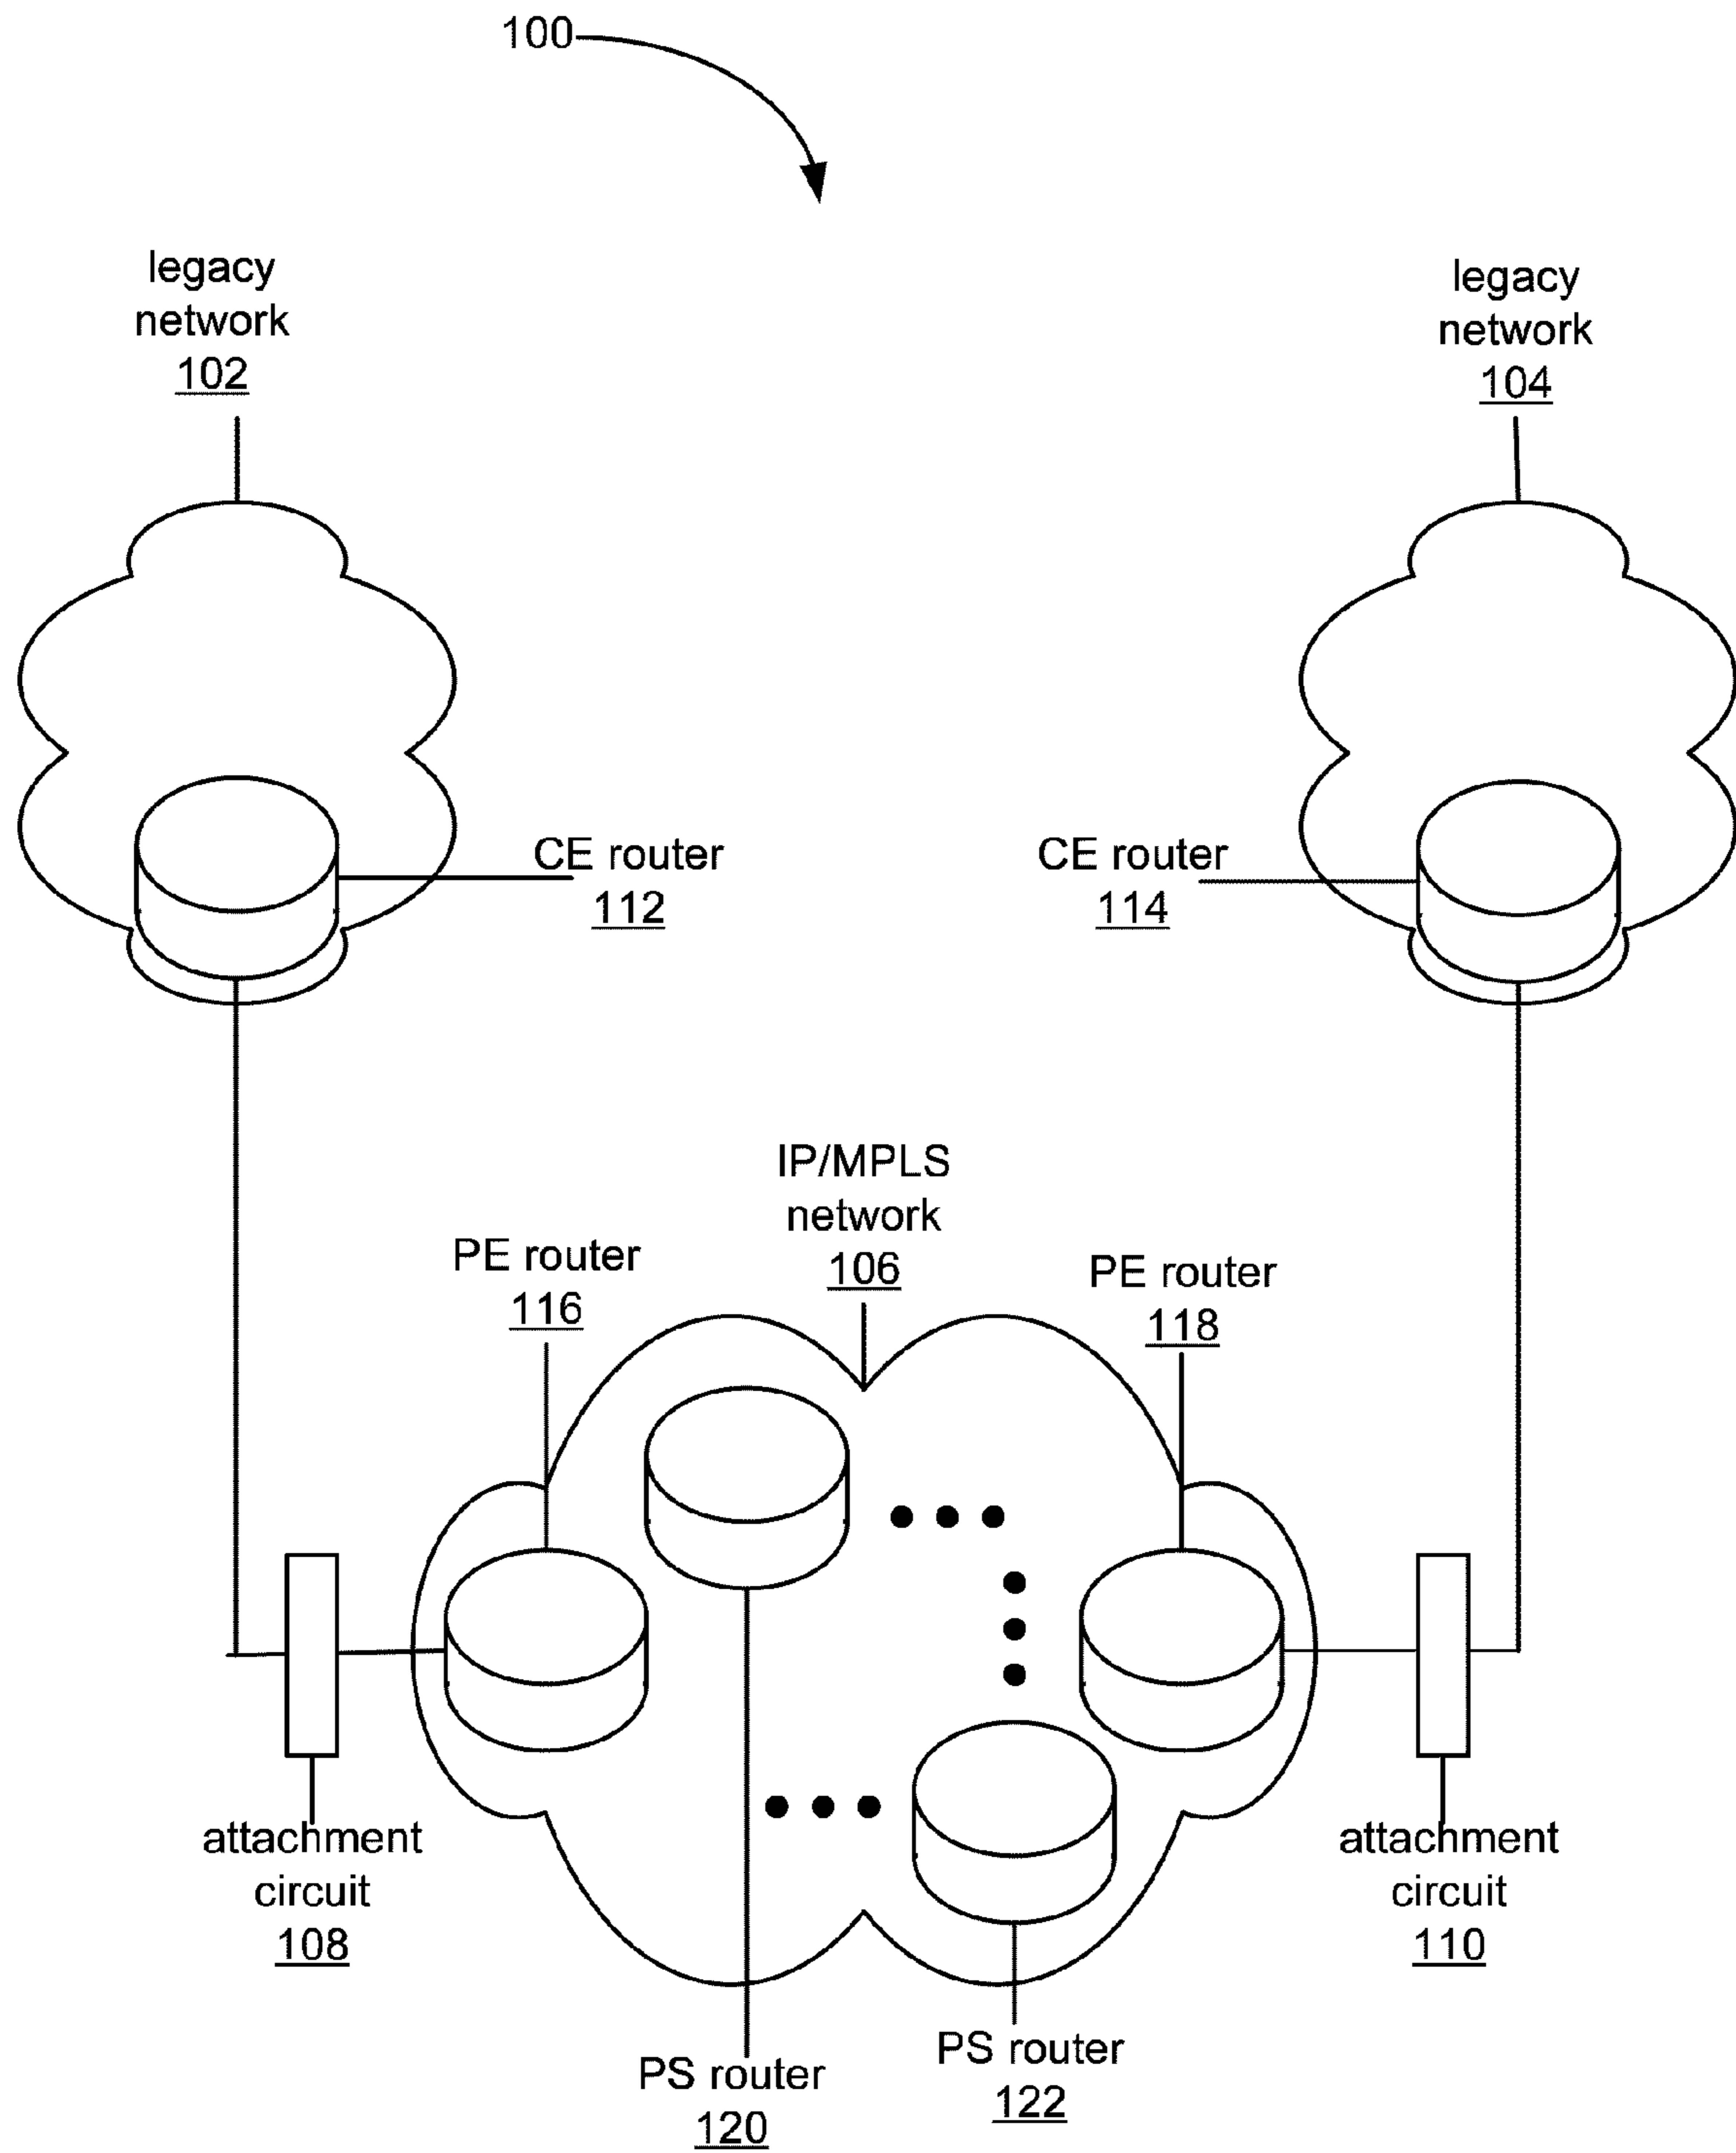 100
legacy
network
102
legacy
network
104
CE router
112
CE router
114
IP/MPLS
network
106
PE router
116
PE router
118
attachment
circuit
108
attachment
circuit
110
PS router
120
PS router
122